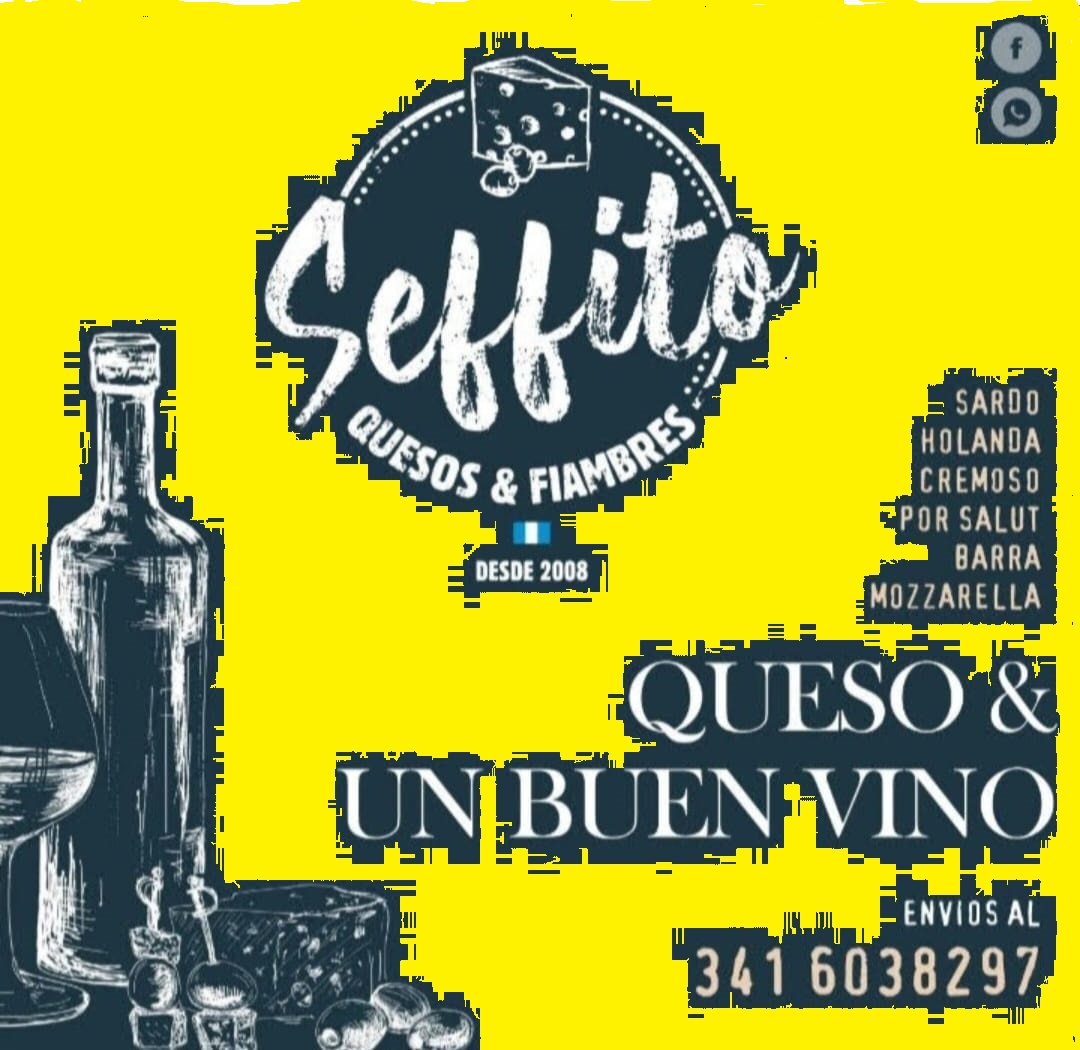 Seffito
QUESOS & FIAMBRES
DESDE 2008
SARDO
HOLANDA
CREMOSO
POR SALUT
BARRA
MOZZARELLA
QUESO &
UN BUEN VINO
ENVIOS AL
341 6038297